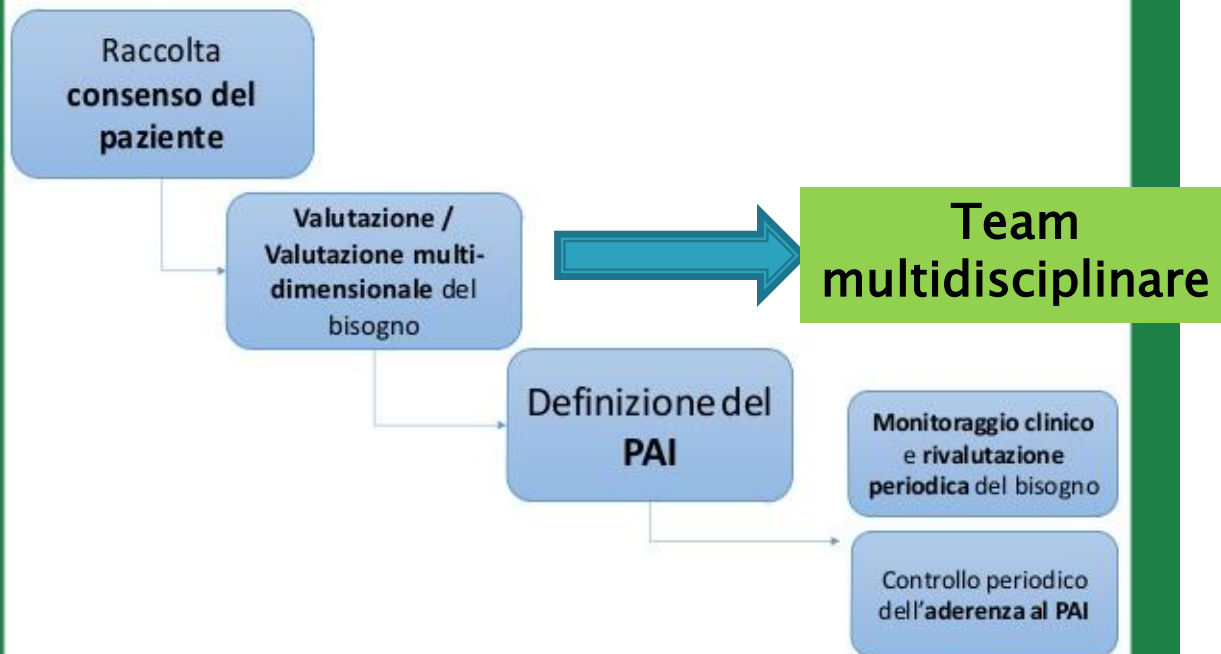 Raccolta
consenso del
paziente
Valutazione /
Valutazione multi-
dimensionale del
bisogno
Team
multidisciplinare
Definizione del
PAI
Monitoraggio clinico
e rivalutazione
periodica del bisogno
Controllo periodico
dell'aderenza al PAI